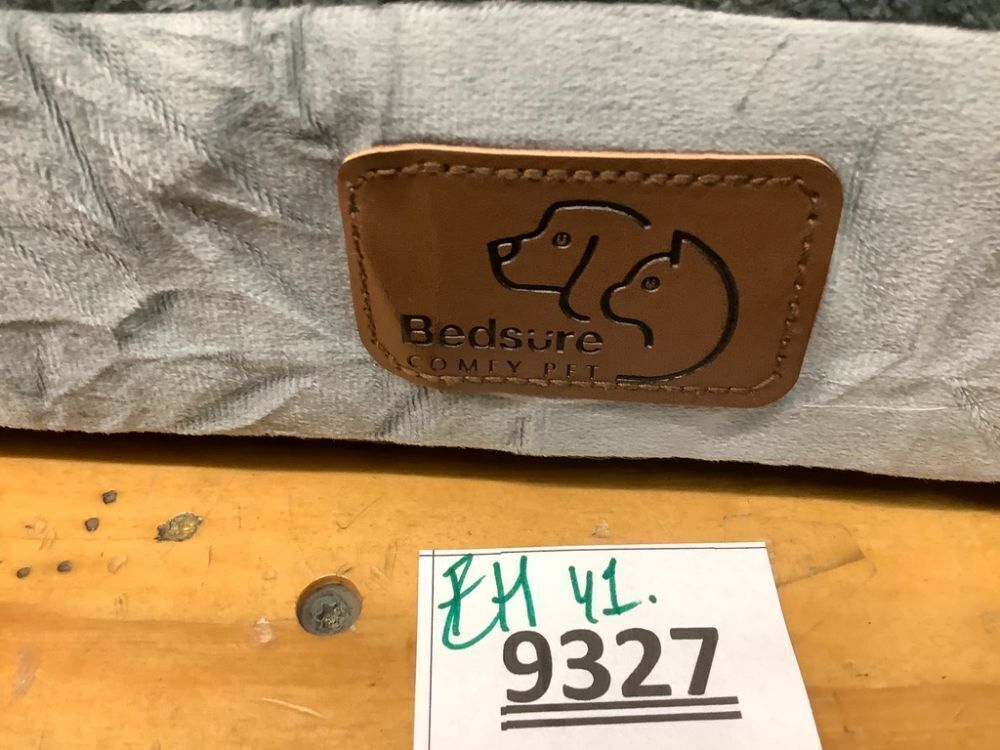 Bedsure
COMFY PET
EH 41.
9327